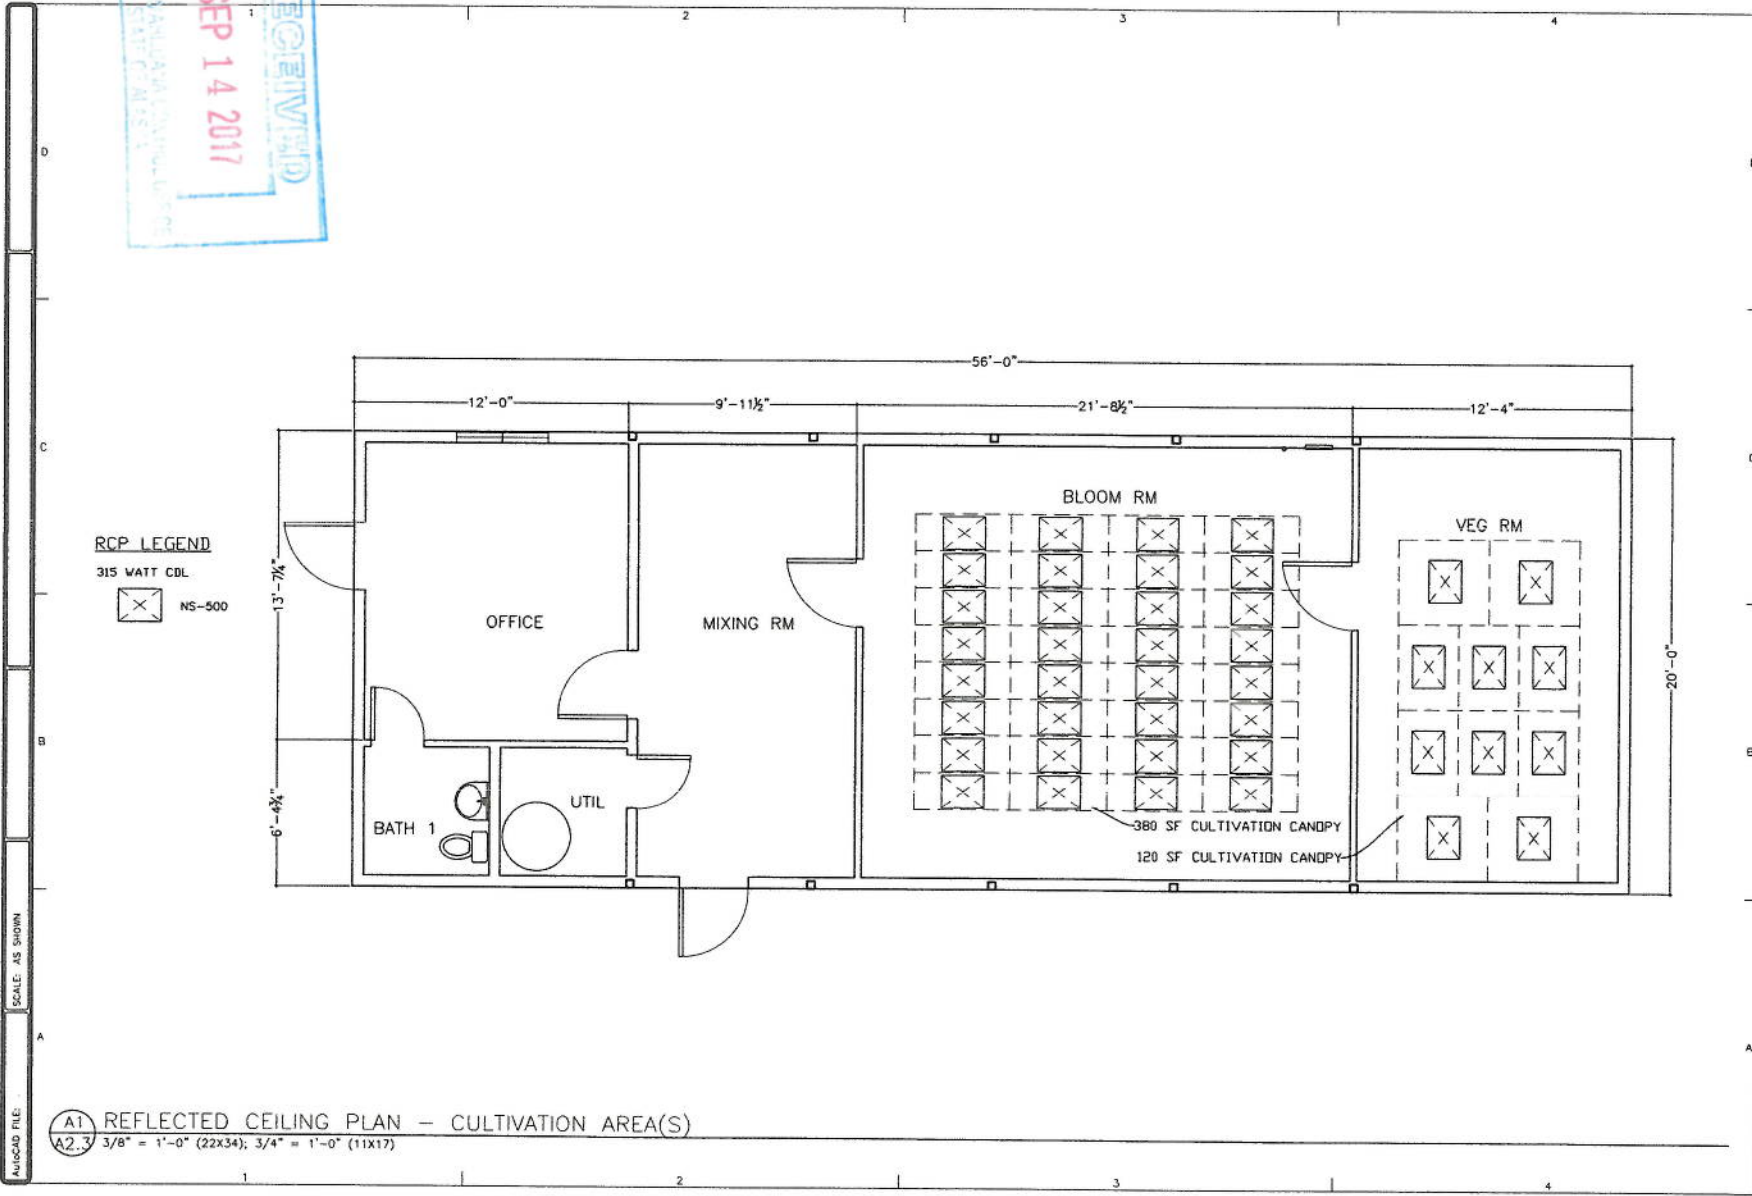 1 2 3 4
ECEIVED
SEP 14 2017
D
56'-0"
12'-0" 9'-11½" 21'-8½" 12'-4"
C
BLOOM RM
VEG RM
RCP LEGEND
315 WATT CDL
NS-500
13'-7¼"
OFFICE
MIXING RM
20'-0"
B
6'-4¾"
UTIL
BATH 1
380 SF CULTIVATION CANOPY
120 SF CULTIVATION CANOPY
SCALE: AS SHOWN
A
A
AutoCAD FILE:
A1
A2.3
REFLECTED CEILING PLAN - CULTIVATION AREA(S)
3/8" = 1'-0" (22X34); 3/4" = 1'-0" (11X17)
1 2 3 4